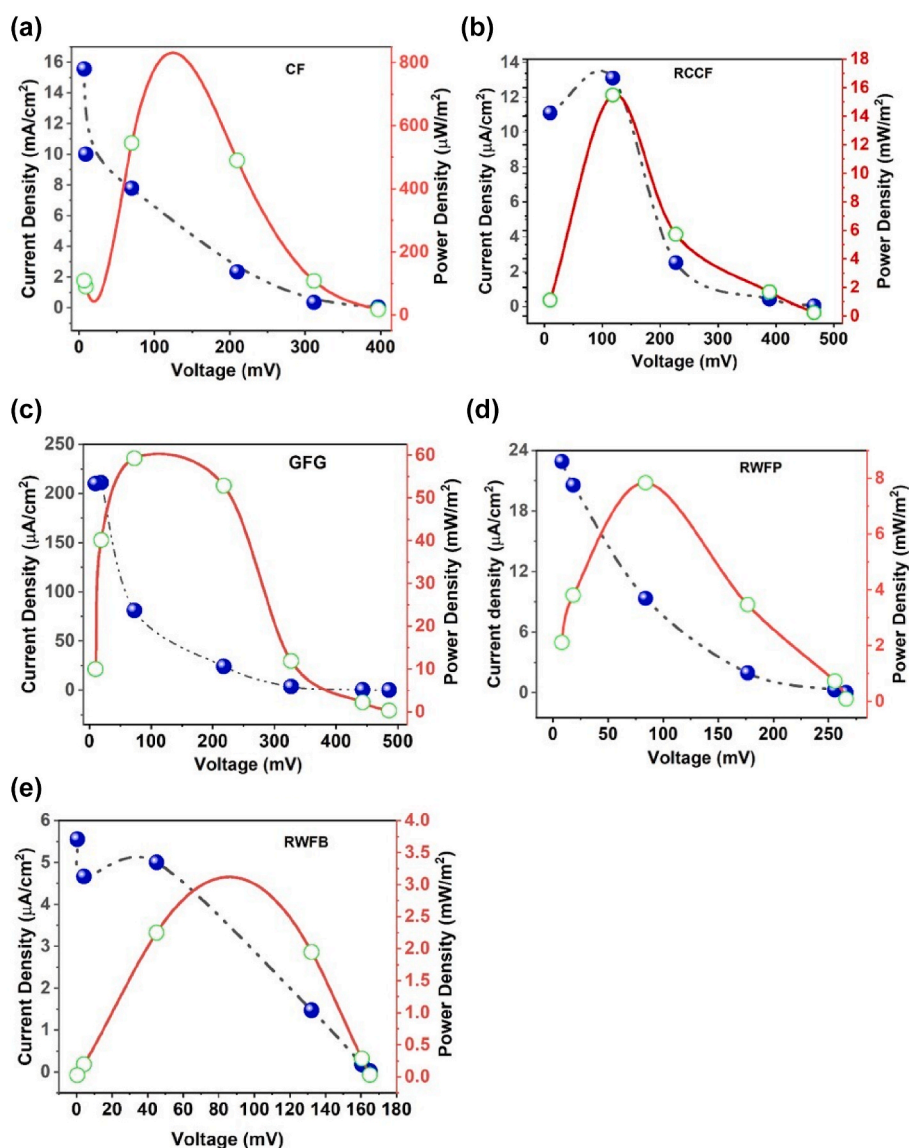 (a)
CF
Current Density (mA/cm²)
16
14
12
10
8
6
4
2
0
Power Density (μW/m²)
800
600
400
200
0
0 100 200 300 400
Voltage (mV)
(b)
RCCF
Current Density (μA/cm²)
14
13
11
10
8
7
6
4
3
1
0
Power Density (mW/m²)
18
16
14
12
10
8
6
4
2
0
0 100 200 300 400 500
Voltage (mV)
(c)
GFG
Current Density (μA/cm²)
250
200
150
100
50
0
Power Density (mW/m²)
60
50
40
30
20
10
0
0 100 200 300 400 500
Voltage (mV)
(d)
RWFP
Current density (μA/cm²)
24
18
12
6
0
Power Density (mW/m²)
8
6
4
2
0
0 50 100 150 200 250
Voltage (mV)
(e)
RWFB
Current Density (μA/cm²)
6
5
4
3
2
1
0
Power Density (mW/m²)
4.0
3.5
3.0
2.5
2.0
1.5
1.0
0.5
0.0
0 20 40 60 80 100 120 140 160 180
Voltage (mV)